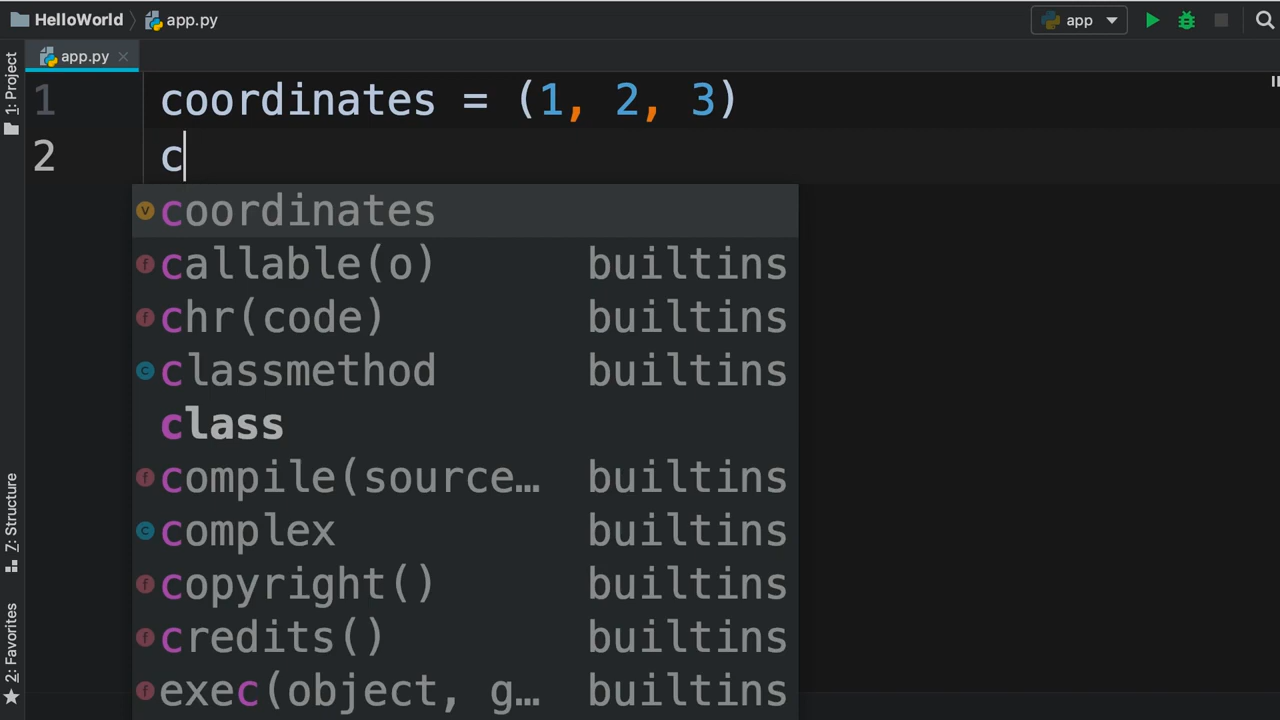 HelloWorld app.py
app
app.py
1: Project
1 coordinates = (1, 2, 3)
2 c
coordinates
callable(o) builtins
chr(code) builtins
classmethod builtins
class
compile(source… builtins
complex builtins
copyright() builtins
credits() builtins
exec(object, g… builtins
7: Structure
2: Favorites